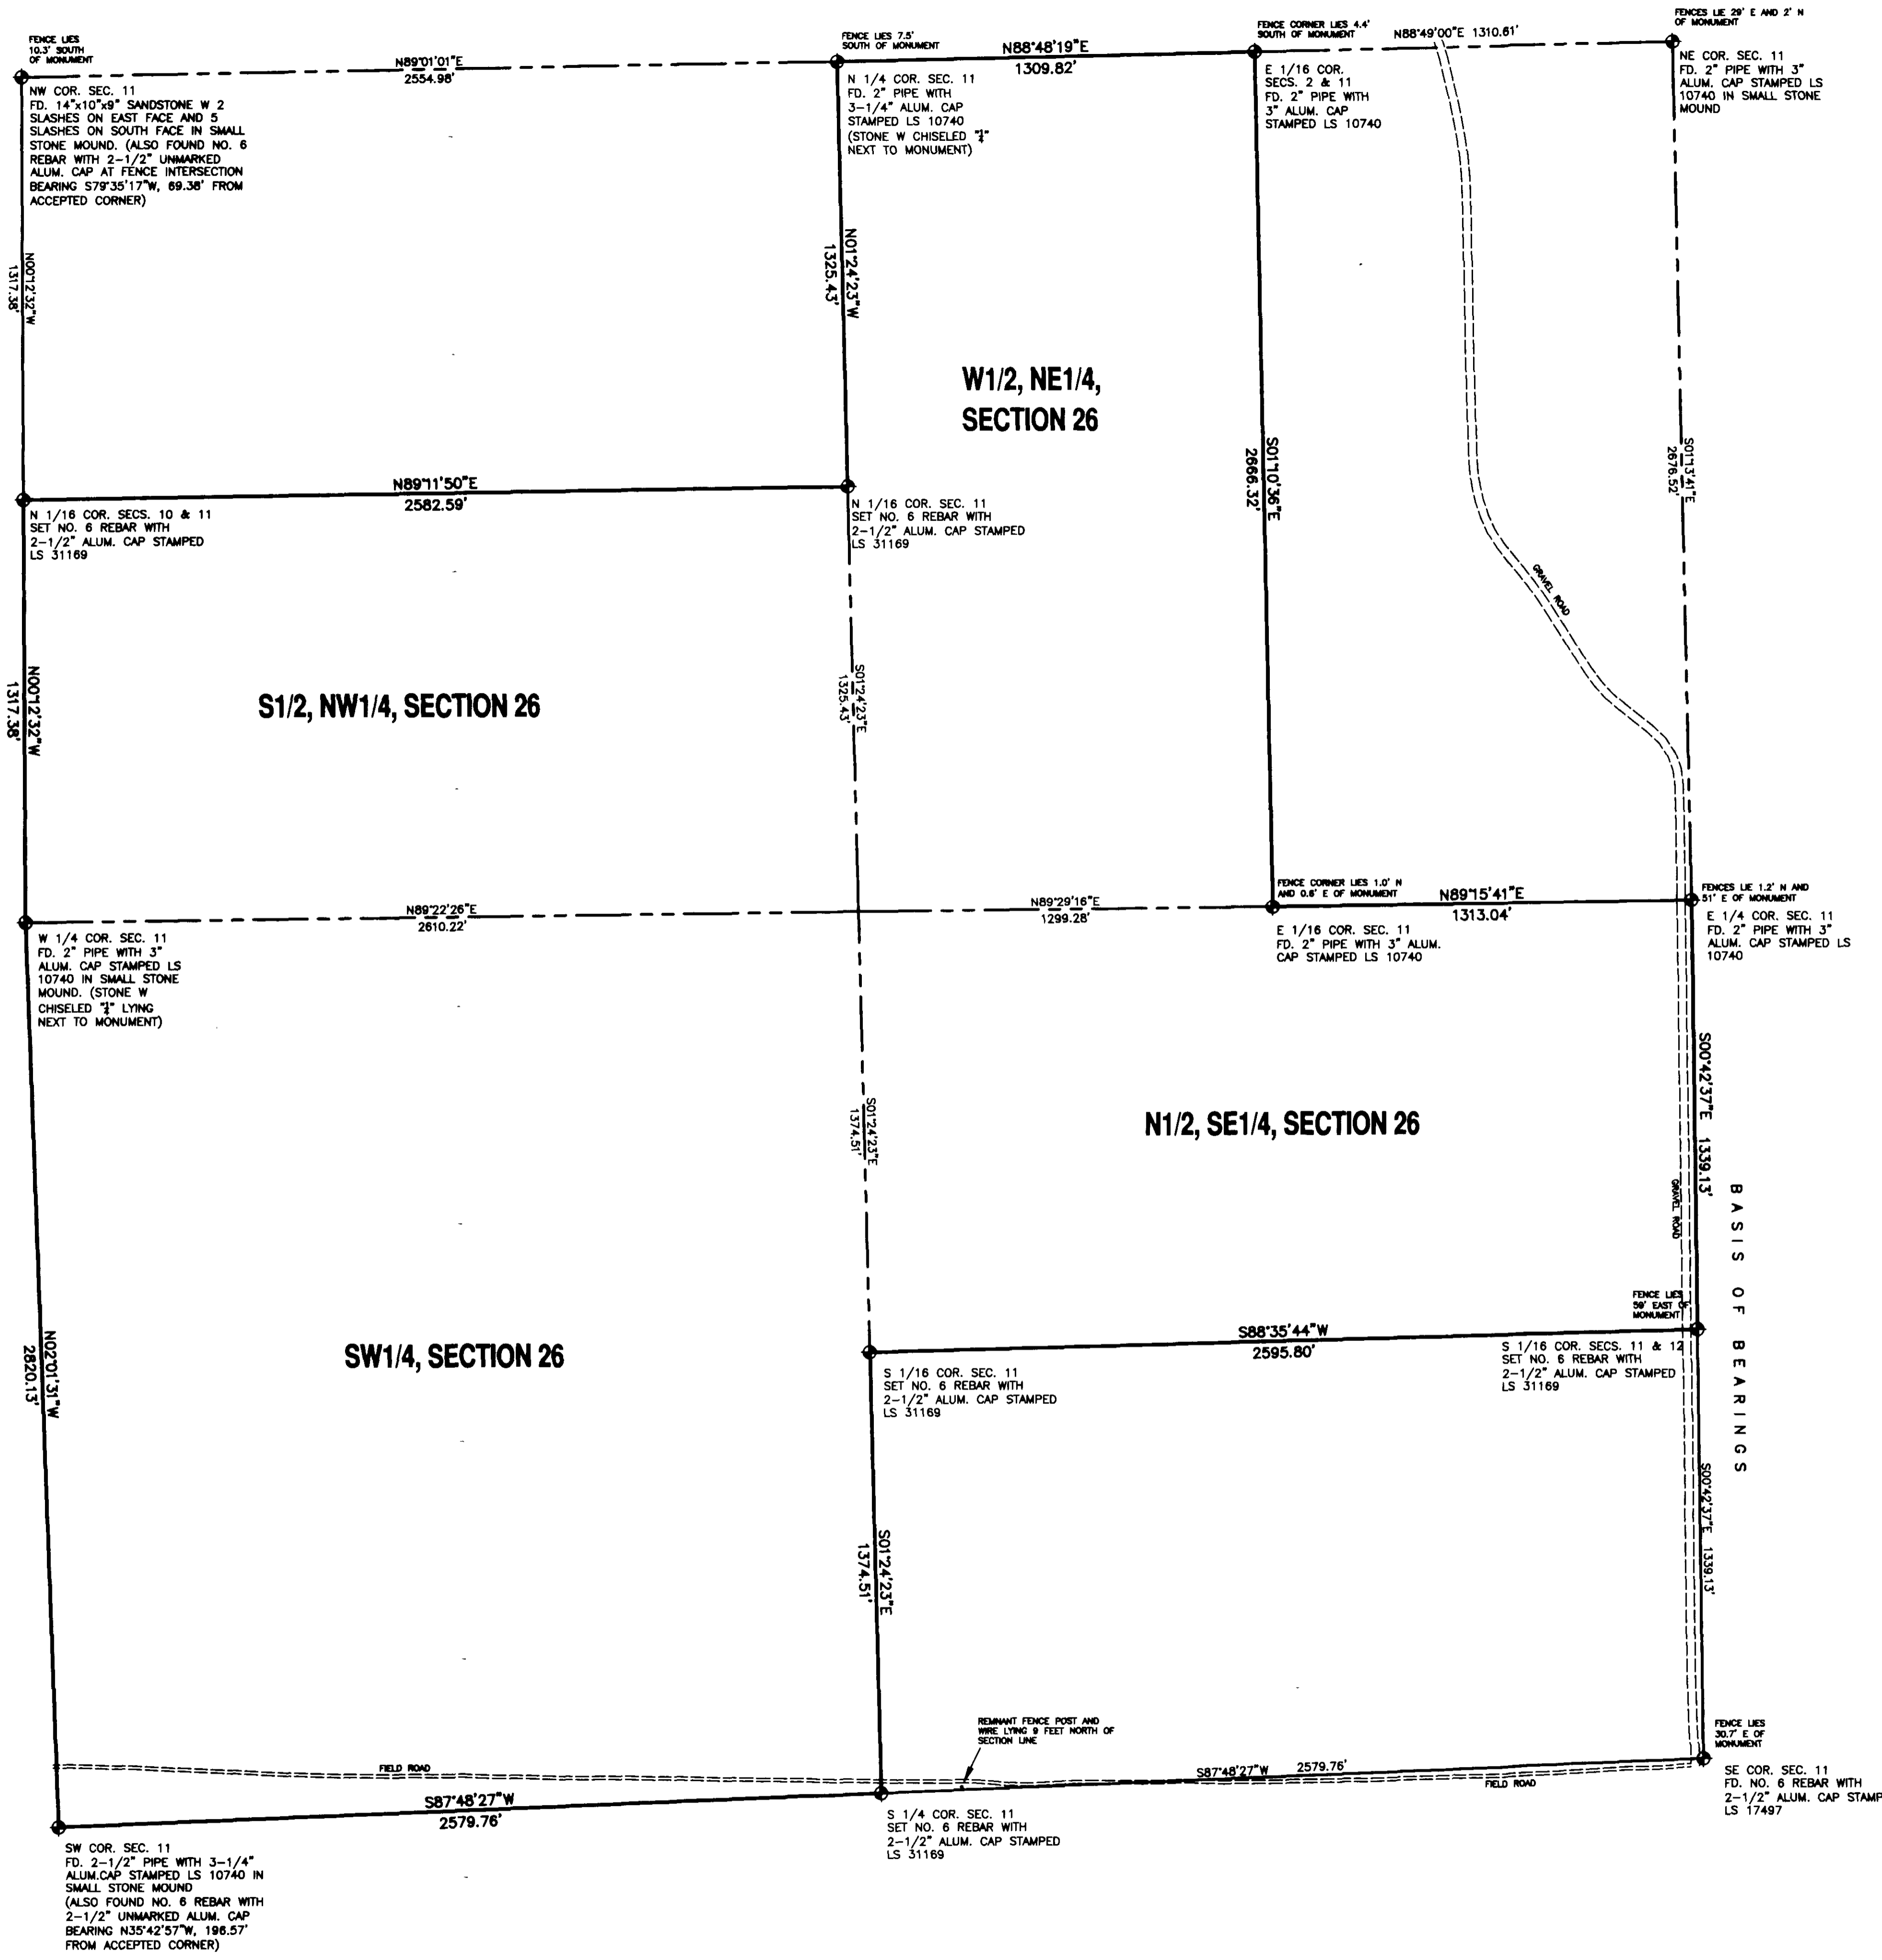 FENCE LIES
10.3' SOUTH
OF MONUMENT
NW COR. SEC. 11
FD. 14"x10"x9" SANDSTONE W 2
SLASHES ON EAST FACE AND 5
SLASHES ON SOUTH FACE IN SMALL
STONE MOUND. (ALSO FOUND NO. 6
REBAR WITH 2-1/2" UNMARKED
ALUM. CAP AT FENCE INTERSECTION
BEARING S79°35'17"W, 69.38' FROM
ACCEPTED CORNER)
N89°01'01"E
2554.98'
FENCE LIES 7.5'
SOUTH OF MONUMENT
N 1/4 COR. SEC. 11
FD. 2" PIPE WITH
3-1/4" ALUM. CAP
STAMPED LS 10740
(STONE W CHISELED "1/4"
NEXT TO MONUMENT)
N88°48'19"E
1309.82'
FENCE CORNER LIES 4.4'
SOUTH OF MONUMENT
E 1/16 COR.
SECS. 2 & 11
FD. 2" PIPE WITH
3" ALUM. CAP
STAMPED LS 10740
N88°49'00"E 1310.61'
FENCES LIE 29' E AND 2' N
OF MONUMENT
NE COR. SEC. 11
FD. 2" PIPE WITH 3"
ALUM. CAP STAMPED LS
10740 IN SMALL STONE
MOUND
N00°12'32"W
1317.38'
N01°24'23"W
1325.43'
W1/2, NE1/4,
SECTION 26
S01°10'36"E
2666.32'
S01°13'41"E
2676.52'
GRAVEL ROAD
N89°11'50"E
2582.59'
N 1/16 COR. SECS. 10 & 11
SET NO. 6 REBAR WITH
2-1/2" ALUM. CAP STAMPED
LS 31169
N 1/16 COR. SEC. 11
SET NO. 6 REBAR WITH
2-1/2" ALUM. CAP STAMPED
LS 31169
N00°12'32"W
1317.38'
S1/2, NW1/4, SECTION 26
S01°24'23"E
1325.43'
N89°22'26"E
2610.22'
N89°29'16"E
1299.28'
FENCE CORNER LIES 1.0' N
AND 0.6' E OF MONUMENT
N89°15'41"E
1313.04'
FENCES LIE 1.2' N AND
51' E OF MONUMENT
W 1/4 COR. SEC. 11
FD. 2" PIPE WITH 3"
ALUM. CAP STAMPED LS
10740 IN SMALL STONE
MOUND. (STONE W
CHISELED "1/4" LYING
NEXT TO MONUMENT)
E 1/16 COR. SEC. 11
FD. 2" PIPE WITH 3" ALUM.
CAP STAMPED LS 10740
E 1/4 COR. SEC. 11
FD. 2" PIPE WITH 3"
ALUM. CAP STAMPED LS
10740
S01°24'23"E
1374.51'
N1/2, SE1/4, SECTION 26
S00°42'37"E 1339.13'
GRAVEL ROAD
BASIS OF BEARINGS
N02°01'31"W
2820.13'
SW1/4, SECTION 26
S88°35'44"W
2595.80'
FENCE LIES
59' EAST OF
MONUMENT
S 1/16 COR. SEC. 11
SET NO. 6 REBAR WITH
2-1/2" ALUM. CAP STAMPED
LS 31169
S 1/16 COR. SECS. 11 & 12
SET NO. 6 REBAR WITH
2-1/2" ALUM. CAP STAMPED
LS 31169
S01°24'23"E
1374.51'
S00°42'37"E 1339.13'
REMNANT FENCE POST AND
WIRE LYING 9 FEET NORTH OF
SECTION LINE
FENCE LIES
30.7' E OF
MONUMENT
FIELD ROAD
S87°48'27"W
2579.76'
S87°48'27"W 2579.76'
FIELD ROAD
SE COR. SEC. 11
FD. NO. 6 REBAR WITH
2-1/2" ALUM. CAP STAMP
LS 17497
S 1/4 COR. SEC. 11
SET NO. 6 REBAR WITH
2-1/2" ALUM. CAP STAMPED
LS 31169
SW COR. SEC. 11
FD. 2-1/2" PIPE WITH 3-1/4"
ALUM.CAP STAMPED LS 10740 IN
SMALL STONE MOUND
(ALSO FOUND NO. 6 REBAR WITH
2-1/2" UNMARKED ALUM. CAP
BEARING N35°42'57"W, 196.57'
FROM ACCEPTED CORNER)